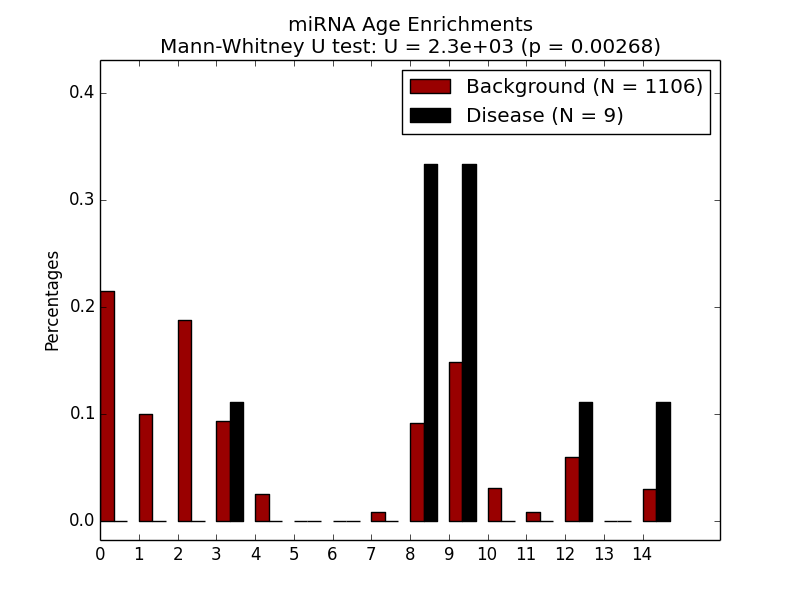 miRNA Age Enrichments
Mann-Whitney U test: U = 2.3e+03 (p = 0.00268)
Background (N = 1106)
Disease (N = 9)
Percentages
0.4
0.3
0.2
0.1
0.0
0 1 2 3 4 5 6 7 8 9 10 11 12 13 14